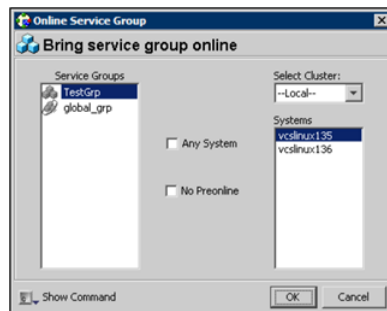 Online Service Group
Bring service group online
Service Groups
TestGrp
global_grp
Any System
No Preonline
Select Cluster:
--Local--
Systems
vcslinux135
vcslinux136
Show Command
OK
Cancel